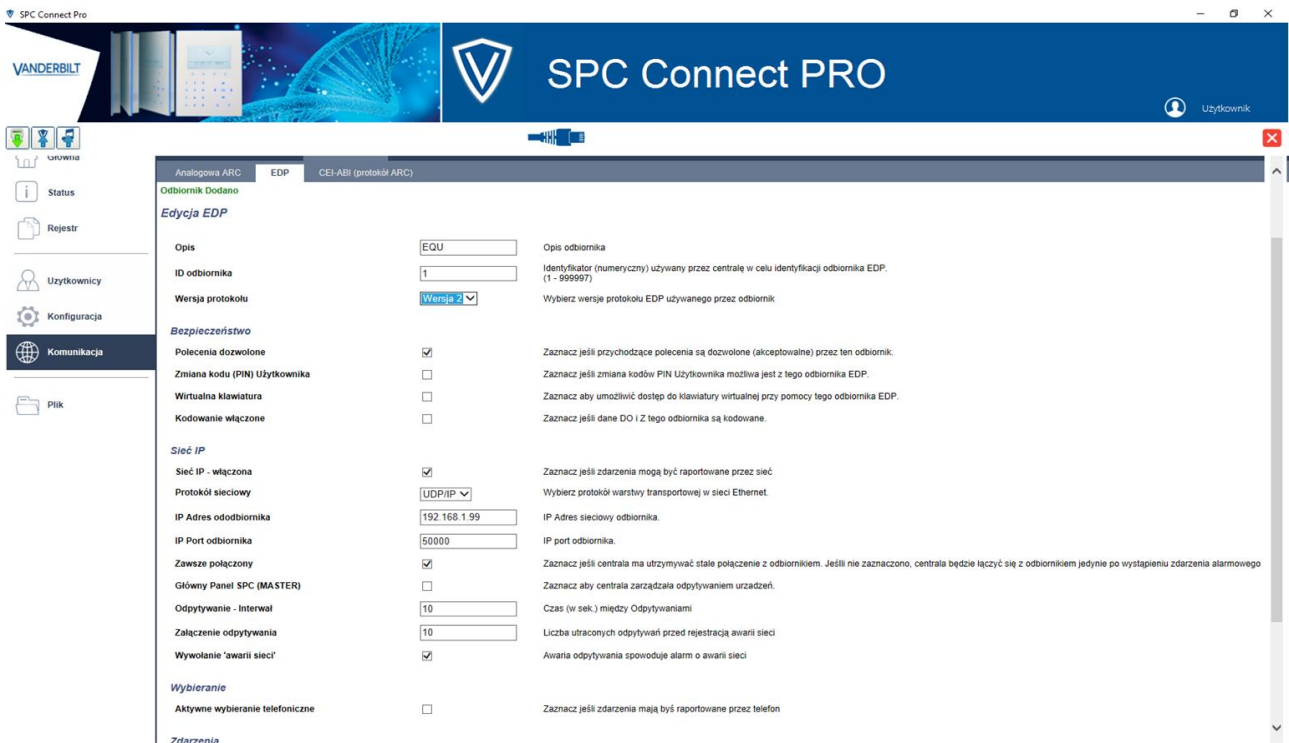 SPC Connect Pro
VANDERBILT
SPC Connect PRO
Użytkownik
Główna
Status
Rejestr
Uzytkownicy
Konfiguracja
Komunikacja
Plik
Analogowa ARC
EDP
CEI-ABI (protokół ARC)
Odbiornik Dodano
Edycja EDP
Opis EQU Opis odbiornika
ID odbiornika 1 Identyfikator (numeryczny) używany przez centralę w celu identyfikacji odbiornika EDP.
(1 - 999997)
Wersja protokołu Wersja 2 Wybierz wersje protokołu EDP używanego przez odbiornik
Bezpieczeństwo
Polecenia dozwolone Zaznacz jeśli przychodzące polecenia są dozwolone (akceptowalne) przez ten odbiornik.
Zmiana kodu (PIN) Użytkownika Zaznacz jeśli zmiana kodów PIN Użytkownika możliwa jest z tego odbiornika EDP.
Wirtualna klawiatura Zaznacz aby umożliwić dostęp do klawiatury wirtualnej przy pomocy tego odbiornika EDP.
Kodowanie włączone Zaznacz jeśli dane DO i Z tego odbiornika są kodowane.
Sieć IP
Sieć IP - włączona Zaznacz jeśli zdarzenia mogą być raportowane przez sieć
Protokół sieciowy UDP/IP Wybierz protokół warstwy transportowej w sieci Ethernet.
IP Adres ododbiornika 192.168.1.99 IP Adres sieciowy odbiornika.
IP Port odbiornika 50000 IP port odbiornika.
Zawsze połączony Zaznacz jeśli centrala ma utrzymywać stałe połączenie z odbiornikiem. Jeślli nie zaznaczono, centrala będzie łączyć się z odbiornikiem jedynie po wystąpieniu zdarzenia alarmowego
Główny Panel SPC (MASTER) Zaznacz aby centrala zarządzała odpytywaniem urzadzeń.
Odpytywanie - Interwał 10 Czas (w sek.) między Odpytywaniami
Załączenie odpytywania 10 Liczba utraconych odpytywań przed rejestracją awarii sieci
Wywołanie 'awarii sieci' Awaria odpytywania spowoduje alarm o awarii sieci
Wybieranie
Aktywne wybieranie telefoniczne Zaznacz jeśli zdarzenia mają byś raportowane przez telefon
Zdarzenia